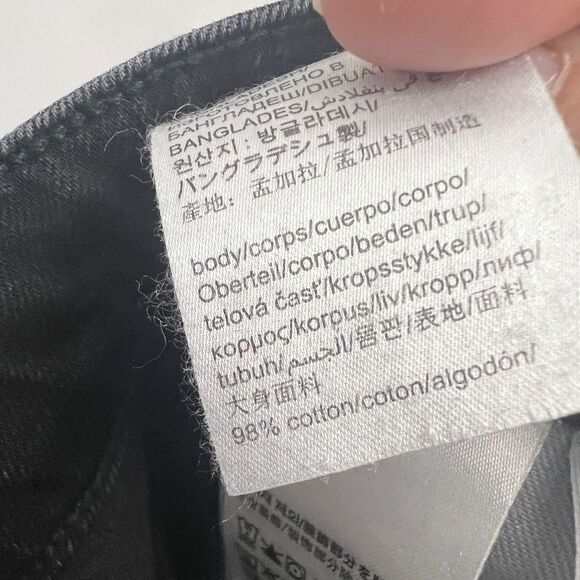 ИЗГОТОВЛЕНО В
БАНГЛАДЕШ/DIBUAT
BANGLADES/
원산지: 방글라데시/
バングラデシュ製/
産地: 孟加拉/孟加拉国制造
body/corps/cuerpo/corpo/
Oberteil/corpo/beden/trup/
telová časť/kropsstykke/lijf/
κορμος/korpus/liv/kropp/лиф/
tubuh/الجسم/몸판/表地/面料
大身面料
98% cotton/coton/algodón/